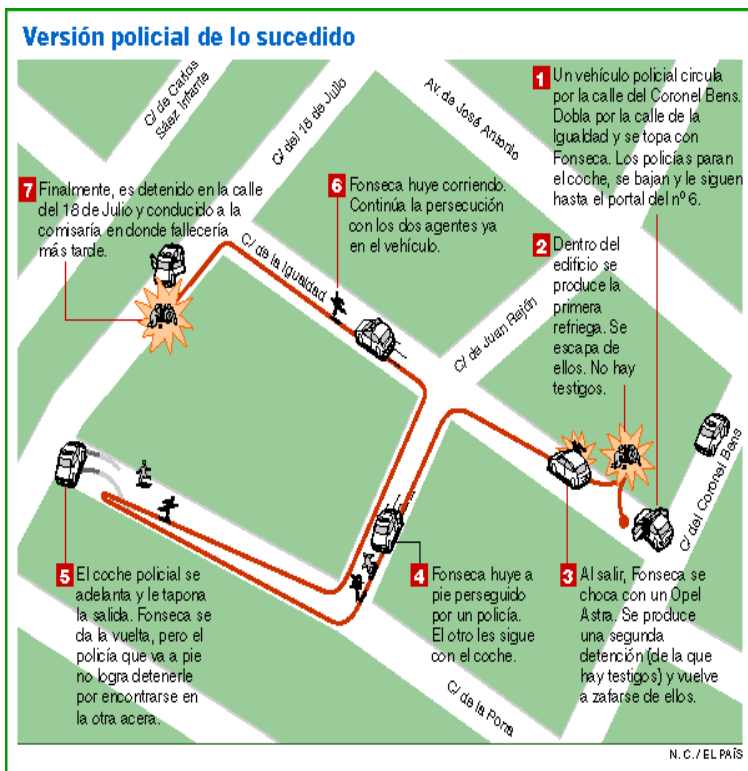 Versión policial de lo sucedido
C/ de Carlos
Sáez Infante
C/ del 18 de Julio
Av. de José Antonio
1 Un vehículo policial circula
por la calle del Coronel Bens.
Dobla por la calle de la
Igualdad y se topa con
Fonseca. Los policías paran
el coche, se bajan y le siguen
hasta el portal del nº 6.
7 Finalmente, es detenido en la calle
del 18 de Julio y conducido a la
comisaría en donde fallecería
más tarde.
6 Fonseca huye corriendo.
Continúa la persecución
con los dos agentes ya
en el vehículo.
2 Dentro del
edificio se
produce la
primera
refriega. Se
escapa de
ellos. No hay
testigos.
C/ de la Igualdad
C/ de Juan Rejón
C/ del Coronel Bens
5 El coche policial se
adelanta y le tapona
la salida. Fonseca se
da la vuelta, pero el
policía que va a pie
no logra detenerle
por encontrarse en
la otra acera.
4 Fonseca huye a
pie perseguido
por un policía.
El otro les sigue
con el coche.
3 Al salir, Fonseca se
choca con un Opel
Astra. Se produce
una segunda
detención (de la que
hay testigos) y vuelve
a zafarse de ellos.
C/ de la Pona
N. C. / EL PAÍS